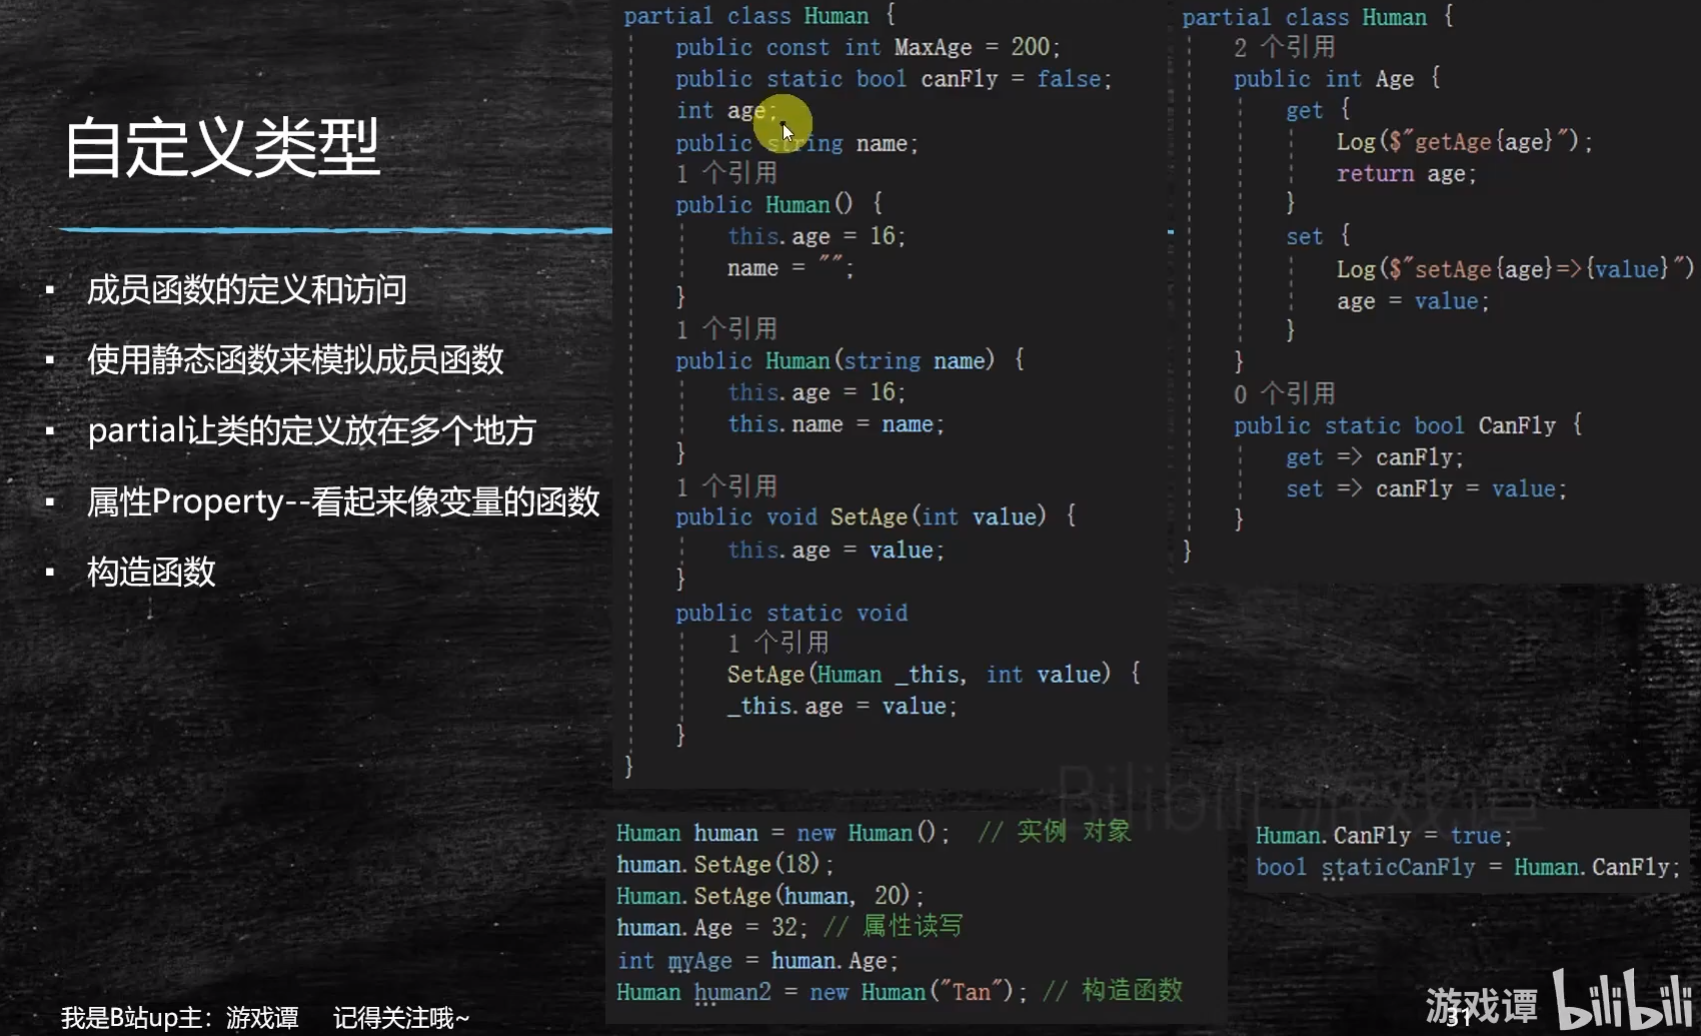 自定义类型
▪ 成员函数的定义和访问
▪ 使用静态函数来模拟成员函数
▪ partial让类的定义放在多个地方
▪ 属性Property--看起来像变量的函数
▪ 构造函数
partial class Human {
public const int MaxAge = 200;
public static bool canFly = false;
int age;
public string name;
1 个引用
public Human() {
this.age = 16;
name = "";
}
1 个引用
public Human(string name) {
this.age = 16;
this.name = name;
}
1 个引用
public void SetAge(int value) {
this.age = value;
}
public static void
1 个引用
SetAge(Human _this, int value) {
_this.age = value;
}
}
partial class Human {
2 个引用
public int Age {
get {
Log($"getAge{age}");
return age;
}
set {
Log($"setAge{age}=>{value}")
age = value;
}
}
0 个引用
public static bool CanFly {
get => canFly;
set => canFly = value;
}
}
Bilibili 游戏谭
Human human = new Human(); // 实例 对象
human.SetAge(18);
Human.SetAge(human, 20);
human.Age = 32; // 属性读写
int myAge = human.Age;
Human human2 = new Human("Tan"); // 构造函数
Human.CanFly = true;
bool staticCanFly = Human.CanFly;
我是B站up主：游戏谭 记得关注哦~
游戏谭 bilibili
31